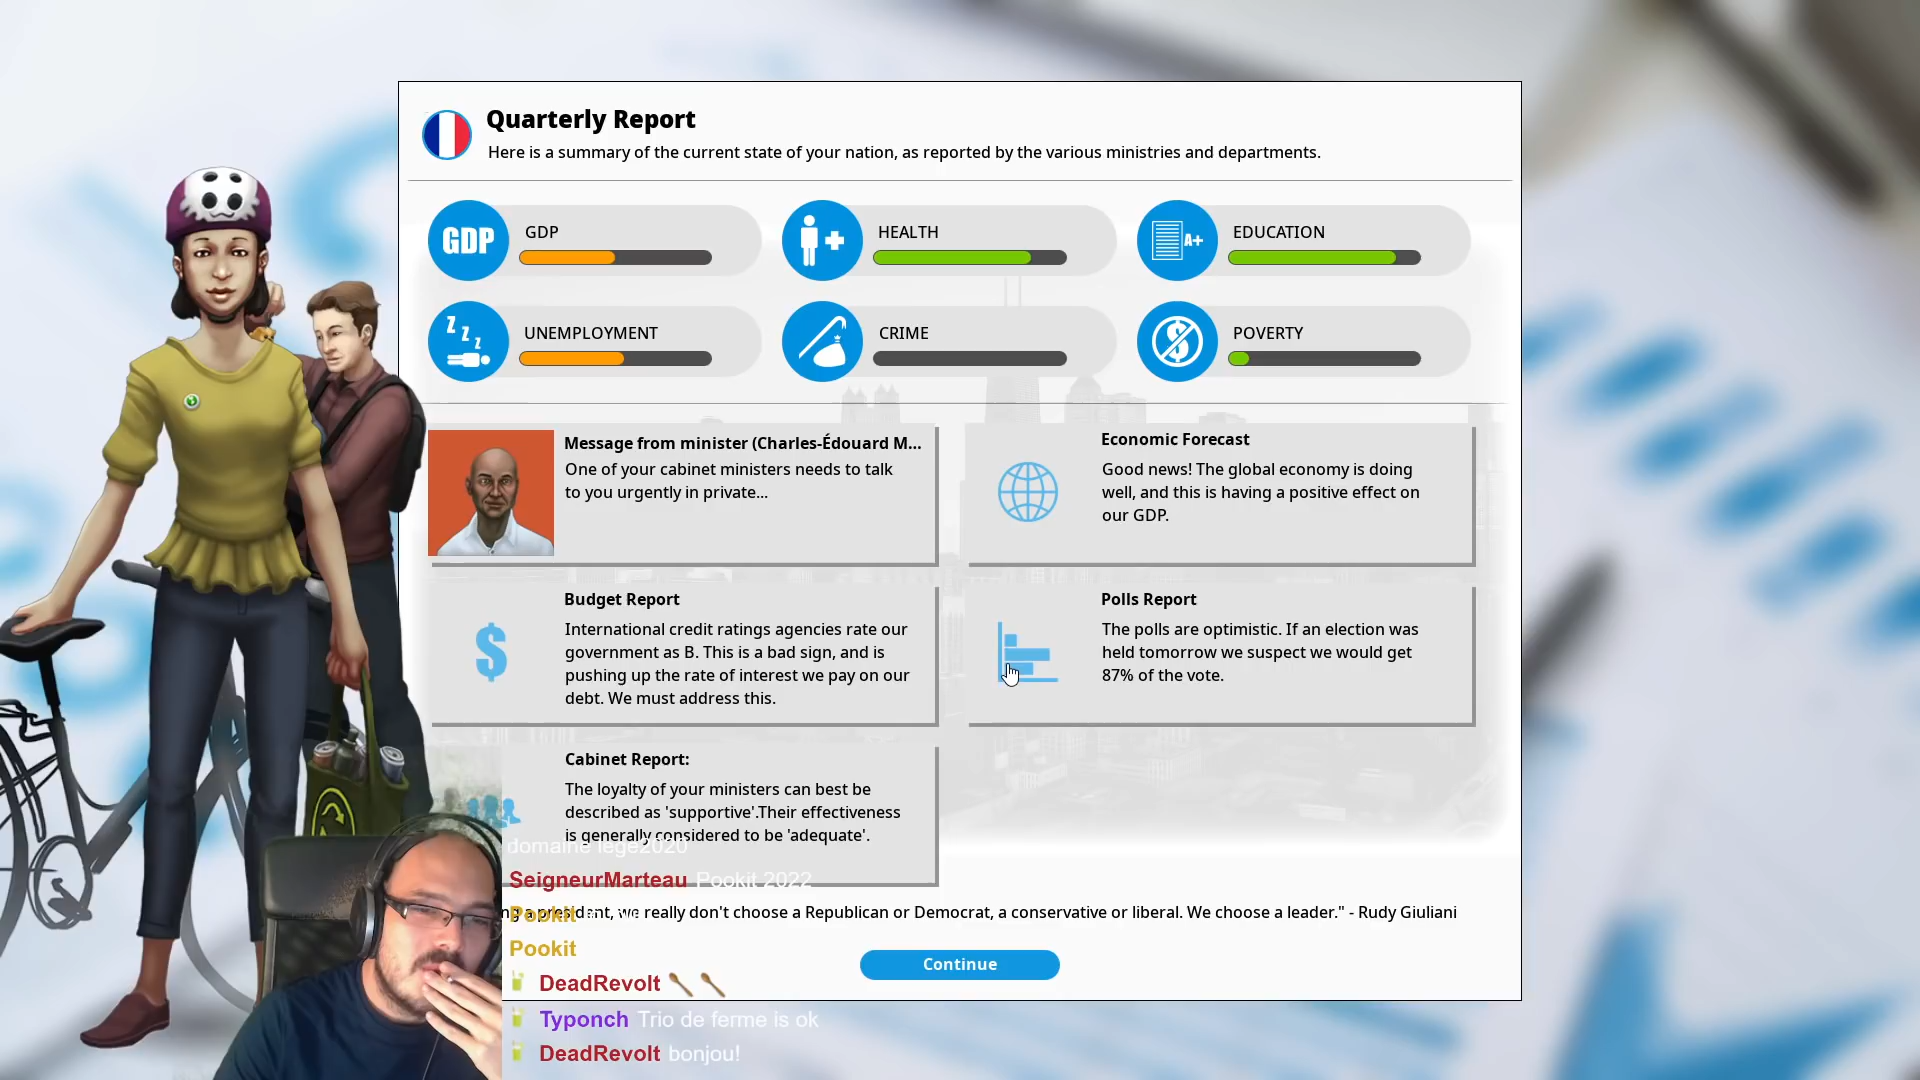 Quarterly Report
Here is a summary of the current state of your nation, as reported by the various ministries and departments.
GDP
GDP
HEALTH
A+
EDUCATION
Z
Z
Z
UNEMPLOYMENT
CRIME
$
POVERTY
Message from minister (Charles-Édouard M...
One of your cabinet ministers needs to talk
to you urgently in private...
Economic Forecast
Good news! The global economy is doing
well, and this is having a positive effect on
our GDP.
$
Budget Report
International credit ratings agencies rate our
government as B. This is a bad sign, and is
pushing up the rate of interest we pay on our
debt. We must address this.
Polls Report
The polls are optimistic. If an election was
held tomorrow we suspect we would get
87% of the vote.
Cabinet Report:
The loyalty of your ministers can best be
described as 'supportive'.Their effectiveness
is generally considered to be 'adequate'.
domaine lege2020
SeigneurMarteau Pookit 2022
a president, we really don't choose a Republican or Democrat, a conservative or liberal. We choose a leader." - Rudy Giuliani
Pookit
Pookit
Continue
DeadRevolt
Typonch Trio de ferme is ok
DeadRevolt bonjou!